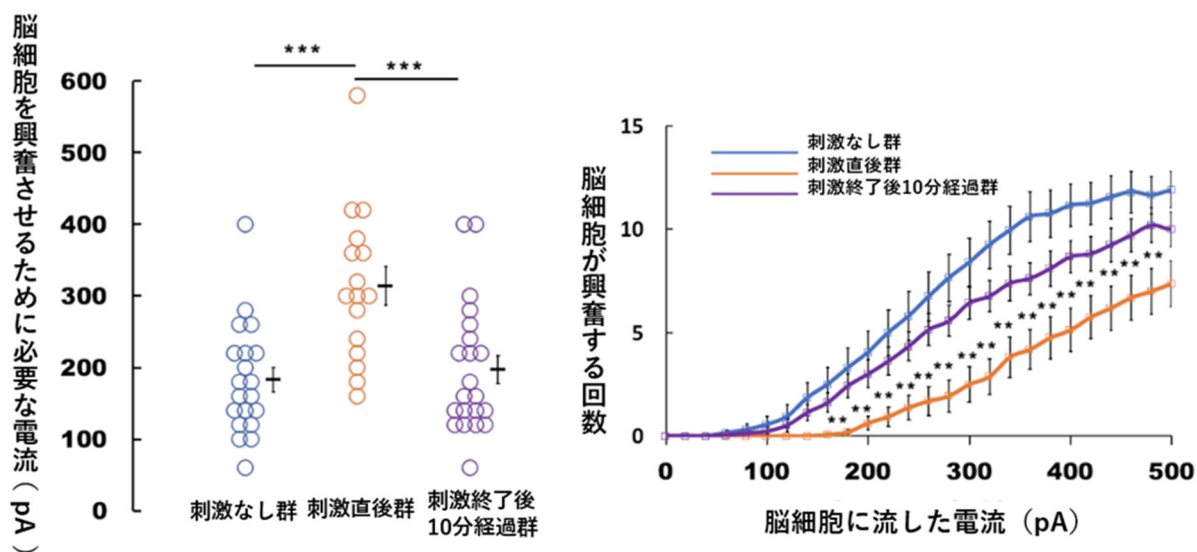 脳細胞を興奮させるために必要な電流（pA）
***
***
600
500
400
300
200
100
0
刺激なし群
刺激直後群
刺激終了後
10分経過群
脳細胞が興奮する回数
15
10
5
0
刺激なし群
刺激直後群
刺激終了後10分経過群
** ** ** ** ** ** ** ** ** ** ** ** ** ** ** ** **
0 100 200 300 400 500
脳細胞に流した電流（pA）